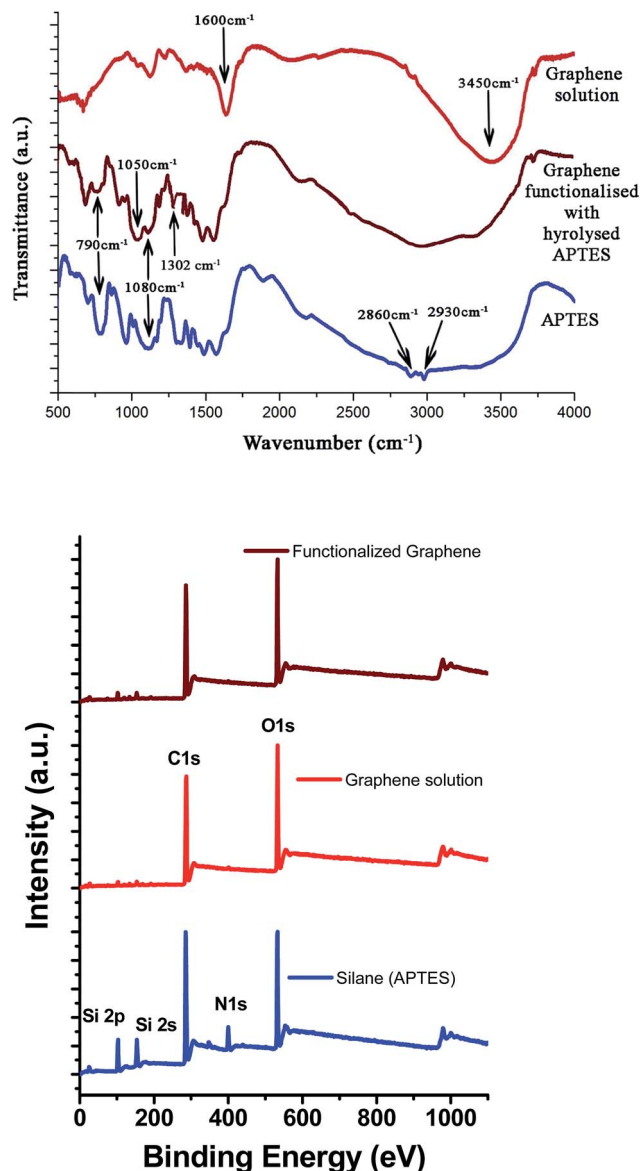 1600cm-1
Graphene
solution
3450cm-1
Transmittance (a.u.)
1050cm-1
790cm-1
1302 cm-1
1080cm-1
Graphene
functionalised
with
hyrolysed
APTES
2860cm-1
2930cm-1
APTES
500 1000 1500 2000 2500 3000 3500 4000
Wavenumber (cm-1)
Functionalized Graphene
C1s
O1s
Graphene solution
Intensity (a.u.)
Si 2p
Si 2s
N1s
Silane (APTES)
0 200 400 600 800 1000
Binding Energy (eV)